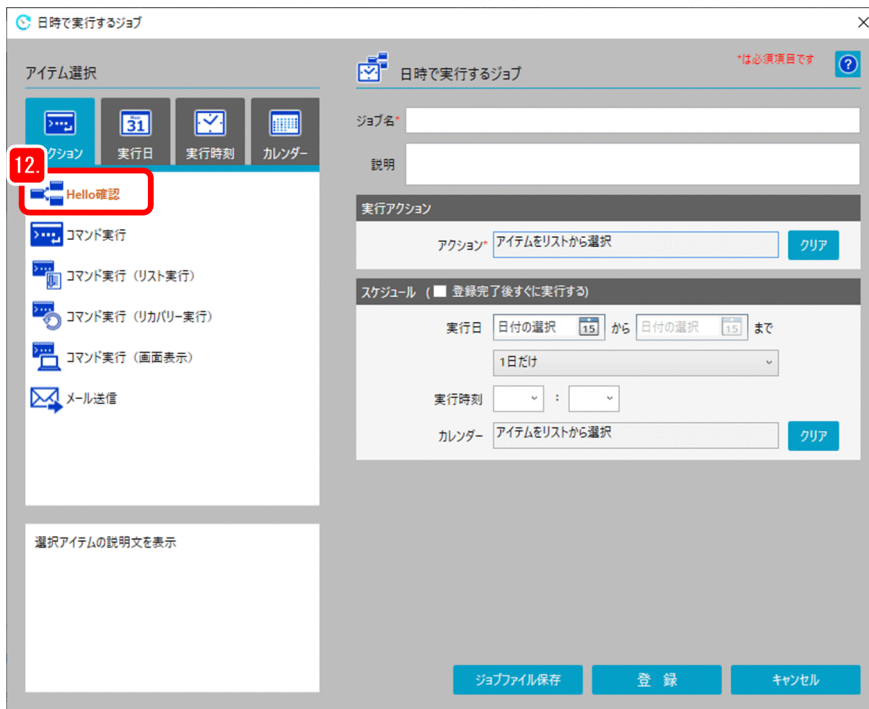 日時で実行するジョブ
アイテム選択
クション
実行日
実行時刻
カレンダー
12.
Hello確認
コマンド実行
コマンド実行（リスト実行）
コマンド実行（リカバリー実行）
コマンド実行（画面表示）
メール送信
選択アイテムの説明文を表示
日時で実行するジョブ
*は必須項目です
?
ジョブ名*
説明
実行アクション
アクション* アイテムをリストから選択 クリア
スケジュール ( 登録完了後すぐに実行する)
実行日 日付の選択 15 から 日付の選択 15 まで
1日だけ
実行時刻 :
カレンダー アイテムをリストから選択 クリア
ジョブファイル保存 登 録 キャンセル